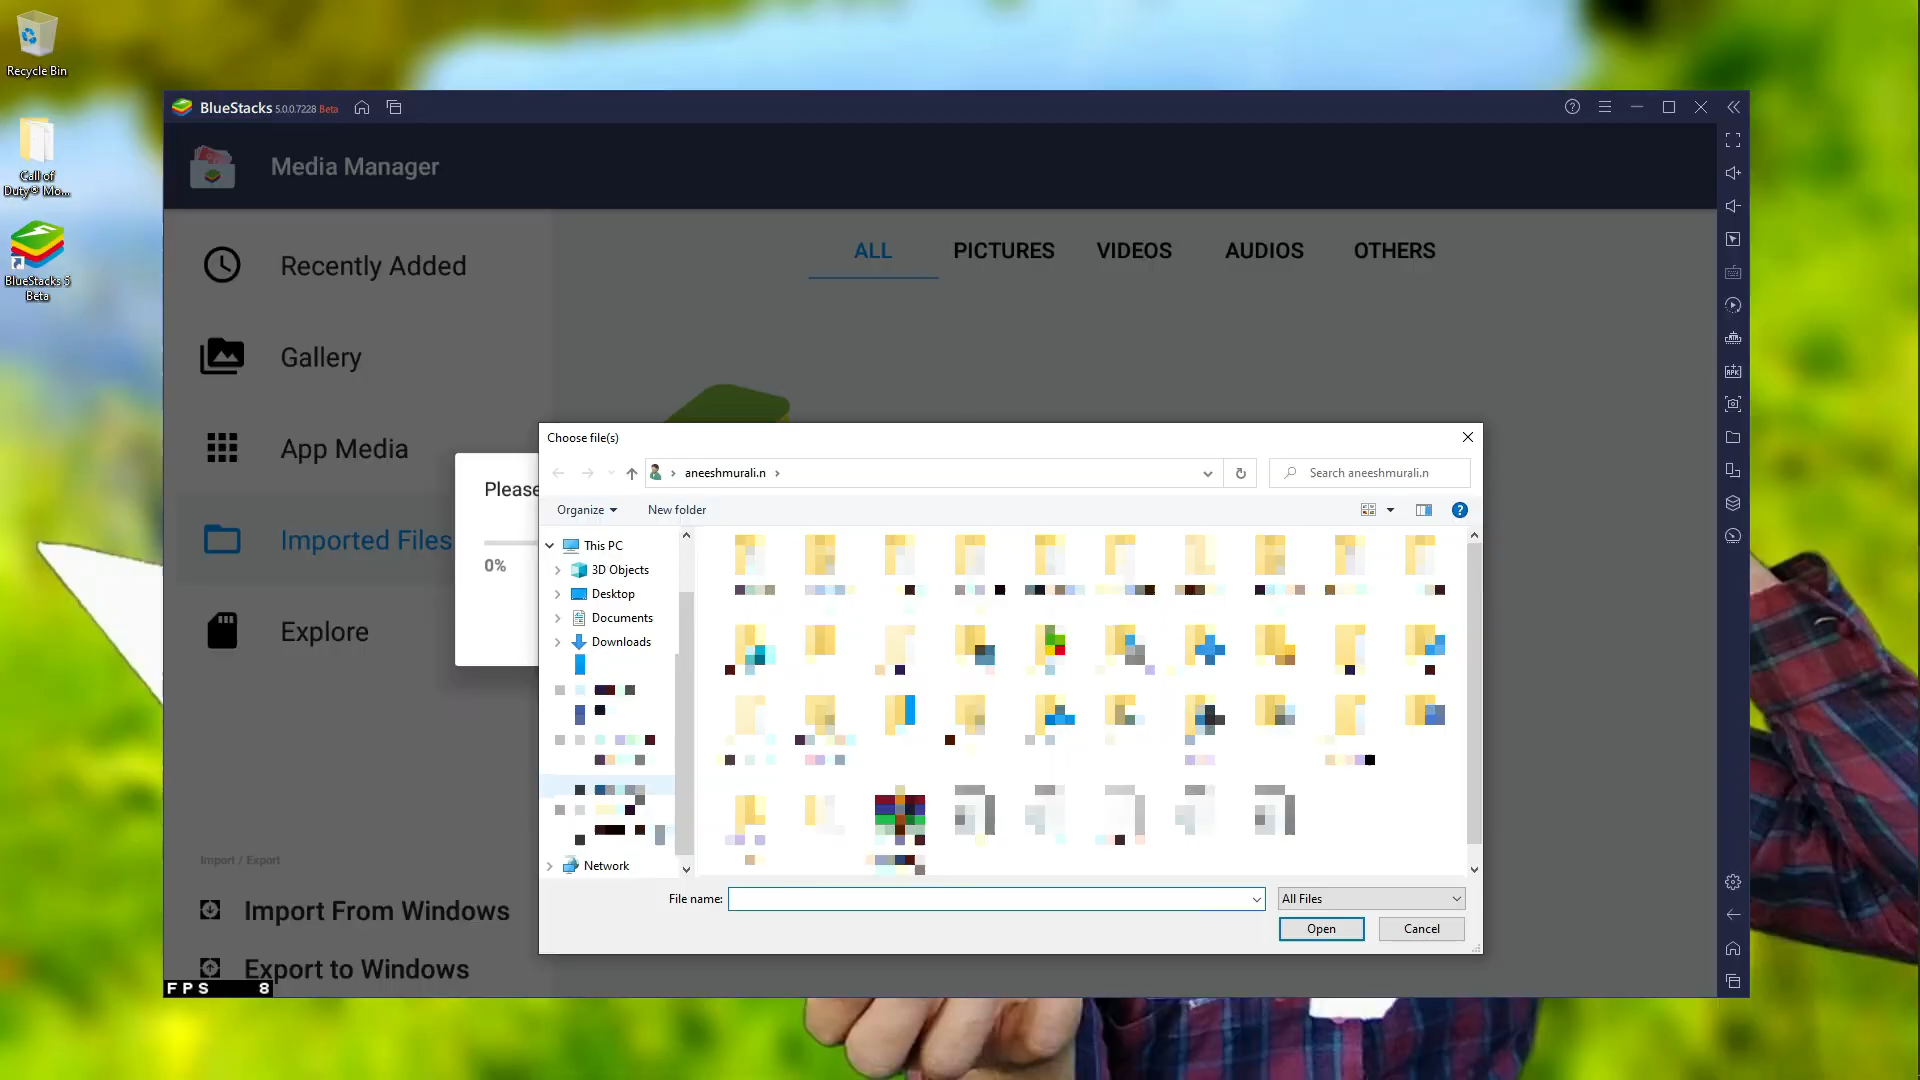 Recycle Bin
Call of
Duty® Mo...
BlueStacks 5
Beta
BlueStacks 5.0.0.7228 Beta
Media Manager
Recently Added
Gallery
App Media
Imported Files
Explore
Import / Export
Import From Windows
Export to Windows
FPS 8
ALL
PICTURES
VIDEOS
AUDIOS
OTHERS
Please
0%
Choose file(s)
aneeshmurali.n
Search aneeshmurali.n
Organize
New folder
This PC
3D Objects
Desktop
Documents
Downloads
Network
File name:
All Files
Open
Cancel
APK